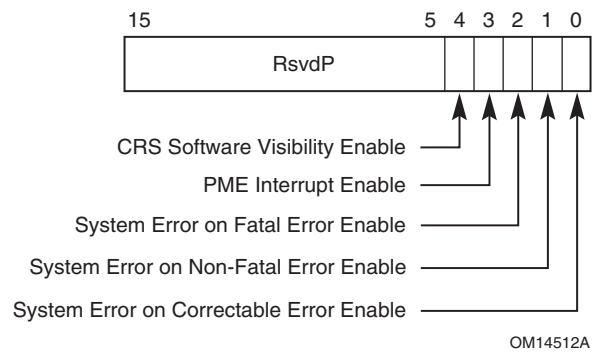 15 5 4 3 2 1 0
RsvdP
CRS Software Visibility Enable
PME Interrupt Enable
System Error on Fatal Error Enable
System Error on Non-Fatal Error Enable
System Error on Correctable Error Enable
OM14512A